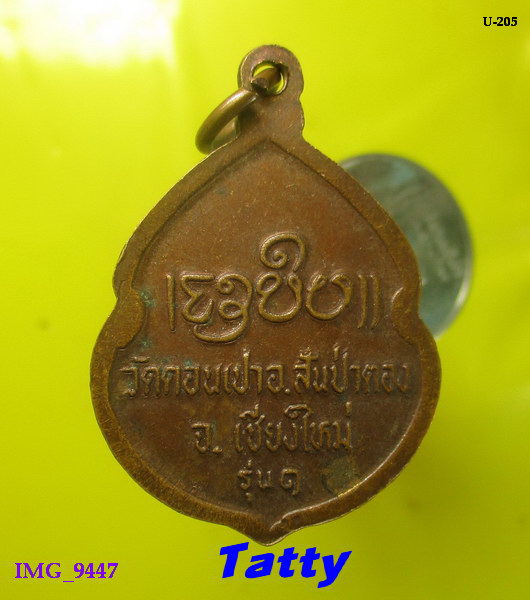 U-205
วัดดอนเปาอ.สันป่าตอง
จ.เชียงใหม่
รุ่น๑
IMG_9447
Tatty